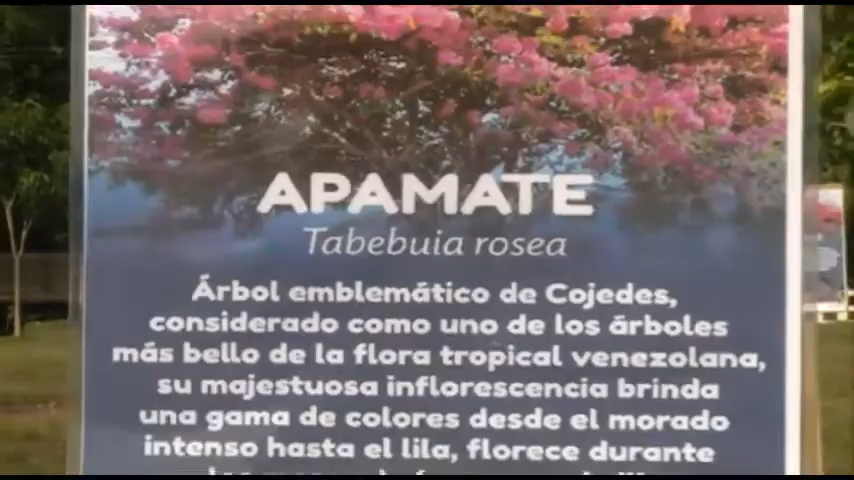 APAMATE
Tabebuia rosea
Árbol emblemático de Cojedes,
considerado como uno de los árboles
más bello de la flora tropical venezolana,
su majestuosa inflorescencia brinda
una gama de colores desde el morado
intenso hasta el lila, florece durante